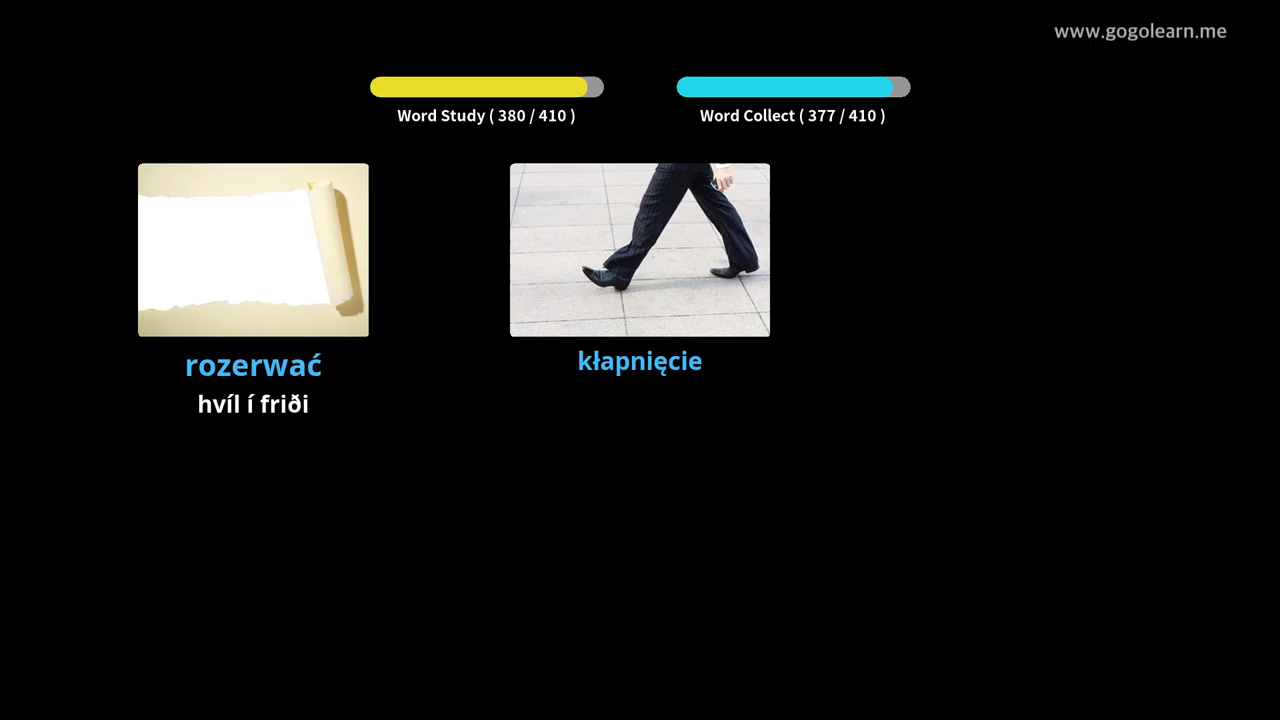 www.gogolearn.me
Word Study ( 380 / 410 )
Word Collect ( 377 / 410 )
rozerwać
hvíl í friði
kłapnięcie